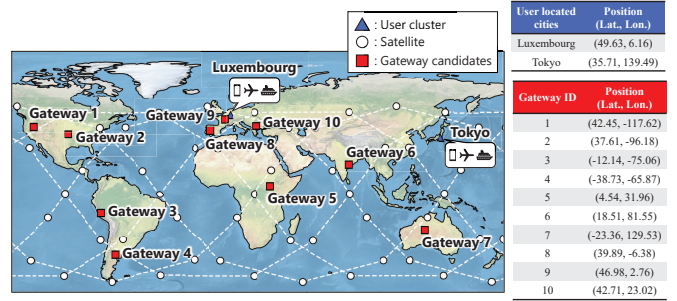 : User cluster
: Satellite
: Gateway candidates
Luxembourg
Gateway 1
Gateway 2
Gateway 9
Gateway 10
Gateway 8
Tokyo
Gateway 6
Gateway 5
Gateway 3
Gateway 4
Gateway 7
User located cities Position (Lat., Lon.)
Luxembourg (49.63, 6.16)
Tokyo (35.71, 139.49)
Gateway ID Position (Lat., Lon.)
1 (42.45, -117.62)
2 (37.61, -96.18)
3 (-12.14, -75.06)
4 (-38.73, -65.87)
5 (4.54, 31.96)
6 (18.51, 81.55)
7 (-23.36, 129.53)
8 (39.89, -6.38)
9 (46.98, 2.76)
10 (42.71, 23.02)